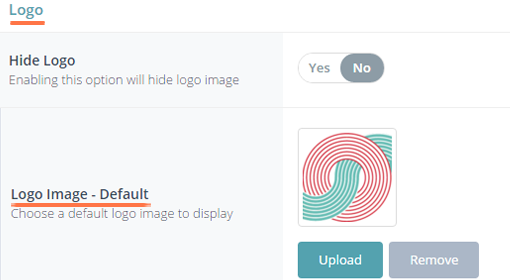 Logo
Hide Logo
Enabling this option will hide logo image
Yes No
Logo Image - Default
Choose a default logo image to display
Upload Remove